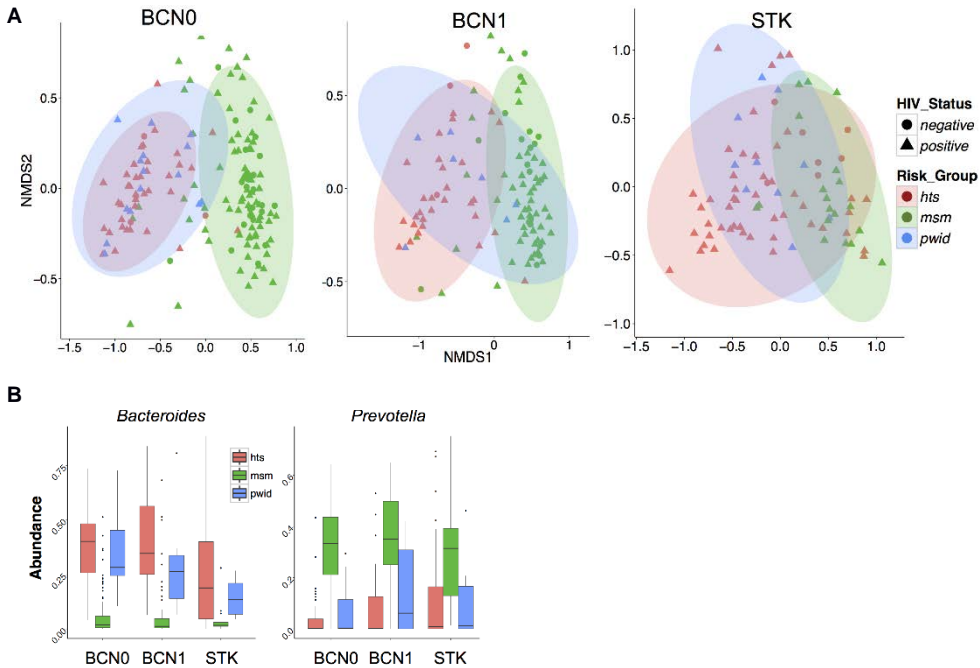 A
BCN0
BCN1
STK
NMDS2
0.5
0.0
−0.5
−1.5 −1.0 −0.5 0.0 0.5 1.0
0.5
0.0
−0.5
−1 0 1
NMDS1
1.0
0.5
0.0
−0.5
−1.0
−1.5 −1.0 −0.5 0.0 0.5 1.0
HIV_Status
negative
positive
Risk_Group
hts
msm
pwid
B
Bacteroides
Abundance
0.75
0.50
0.25
0.00
hts
msm
pwid
BCN0 BCN1 STK
Prevotella
0.6
0.4
0.2
0.0
BCN0 BCN1 STK